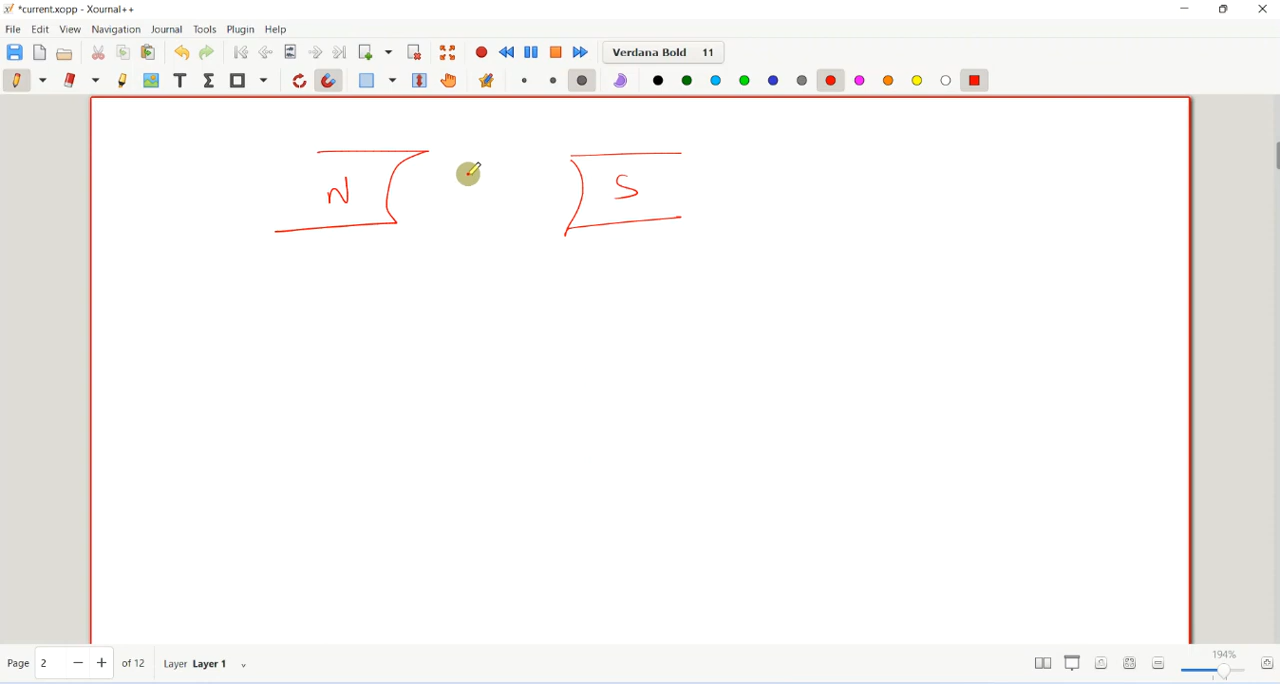 *current.xopp - Xournal++
File Edit View Navigation Journal Tools Plugin Help
Verdana Bold 11
N S
Page 2 of 12 Layer Layer 1 194%